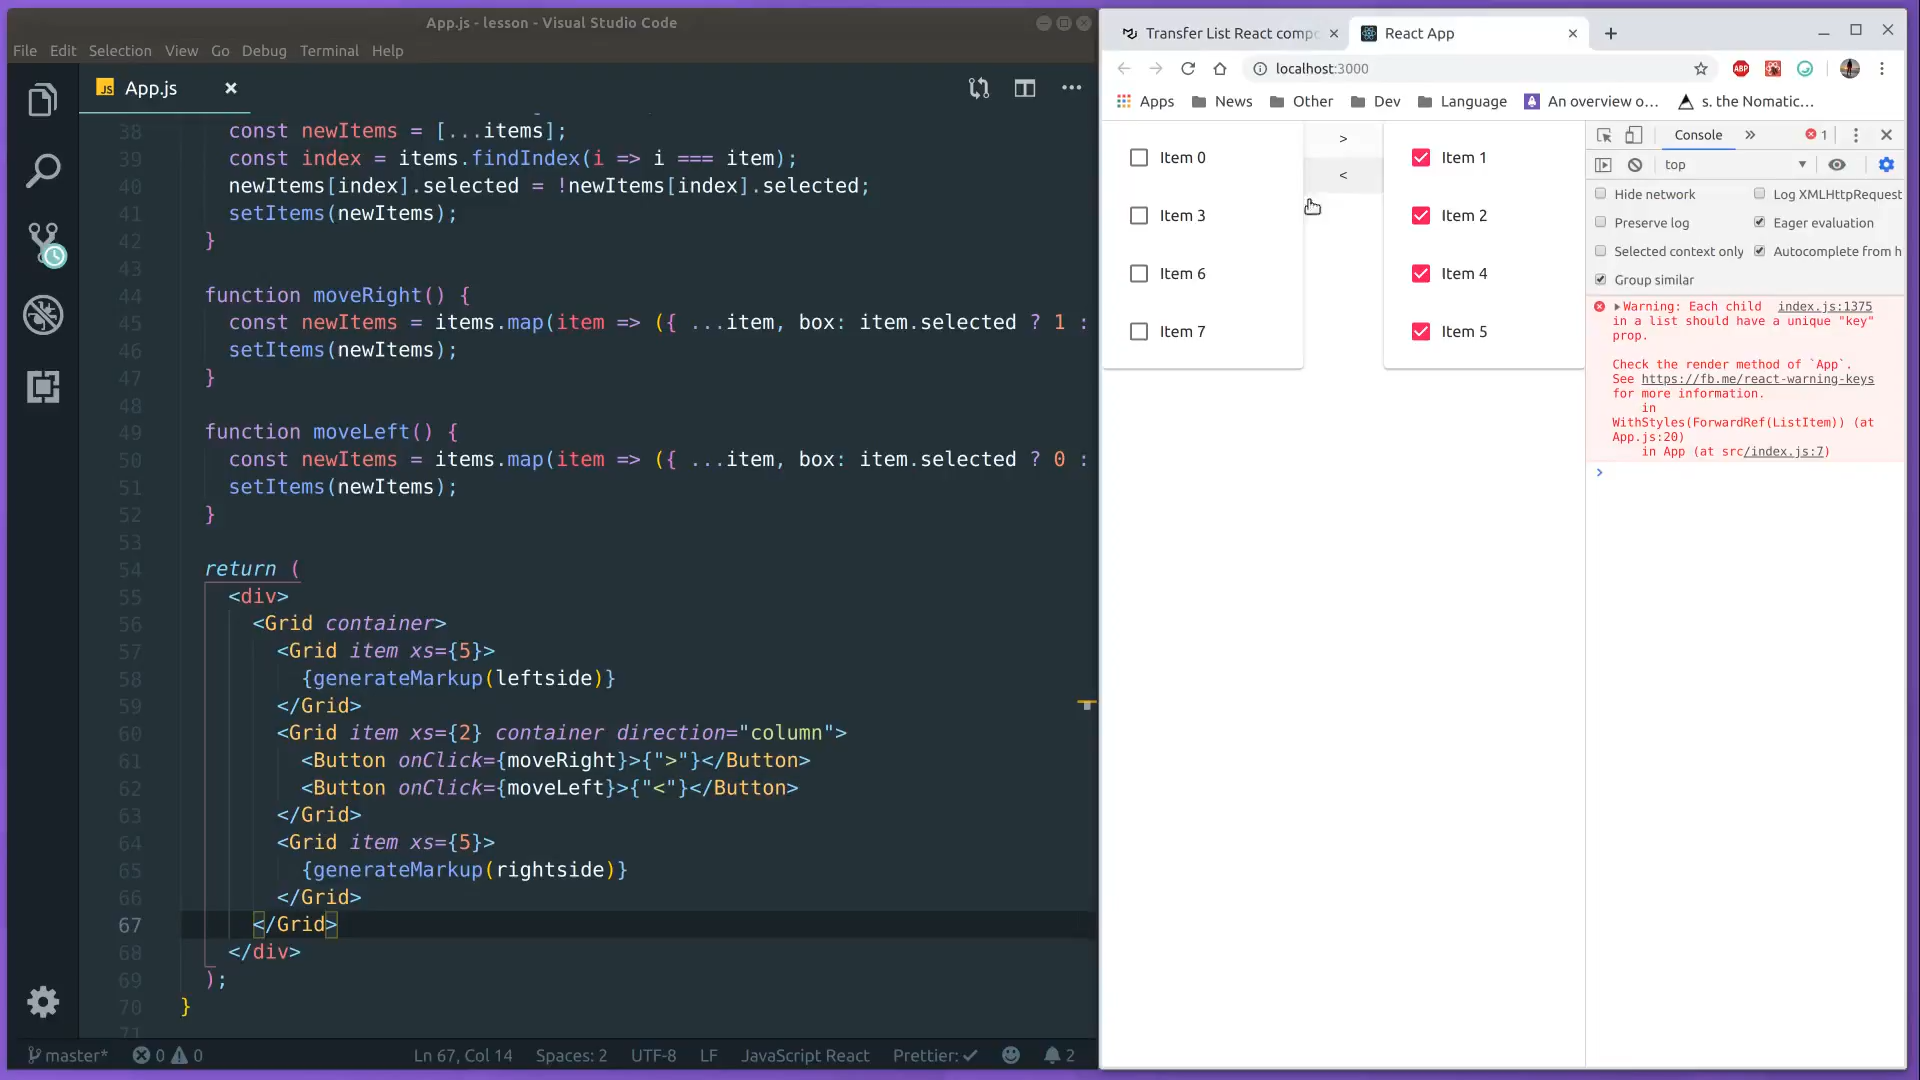 App.js - lesson - Visual Studio Code
File Edit Selection View Go Debug Terminal Help
JS App.js
38 const newItems = [...items];
39 const index = items.findIndex(i => i === item);
40 newItems[index].selected = !newItems[index].selected;
41 setItems(newItems);
42 }
43
44 function moveRight() {
45 const newItems = items.map(item => ({ ...item, box: item.selected ? 1 :
46 setItems(newItems);
47 }
48
49 function moveLeft() {
50 const newItems = items.map(item => ({ ...item, box: item.selected ? 0 :
51 setItems(newItems);
52 }
53
54 return (
55 <div>
56 <Grid container>
57 <Grid item xs={5}>
58 {generateMarkup(leftside)}
59 </Grid>
60 <Grid item xs={2} container direction="column">
61 <Button onClick={moveRight}>{">"}</Button>
62 <Button onClick={moveLeft}>{"<"}</Button>
63 </Grid>
64 <Grid item xs={5}>
65 {generateMarkup(rightside)}
66 </Grid>
67 </Grid>
68 </div>
69 );
70 }
71
master* 0 0 Ln 67, Col 14 Spaces: 2 UTF-8 LF JavaScript React Prettier: ✓ 2
Transfer List React compo
React App
localhost:3000
ABP
Apps News Other Dev Language An overview o... s. the Nomatic...
Item 0
Item 3
Item 6
Item 7
>
<
Item 1
Item 2
Item 4
Item 5
Console » 1
top
Hide network Log XMLHttpRequest
Preserve log Eager evaluation
Selected context only Autocomplete from h
Group similar
Warning: Each child index.js:1375
in a list should have a unique "key"
prop.
Check the render method of `App`.
See https://fb.me/react-warning-keys
for more information.
in
WithStyles(ForwardRef(ListItem)) (at
App.js:20)
in App (at src/index.js:7)
>